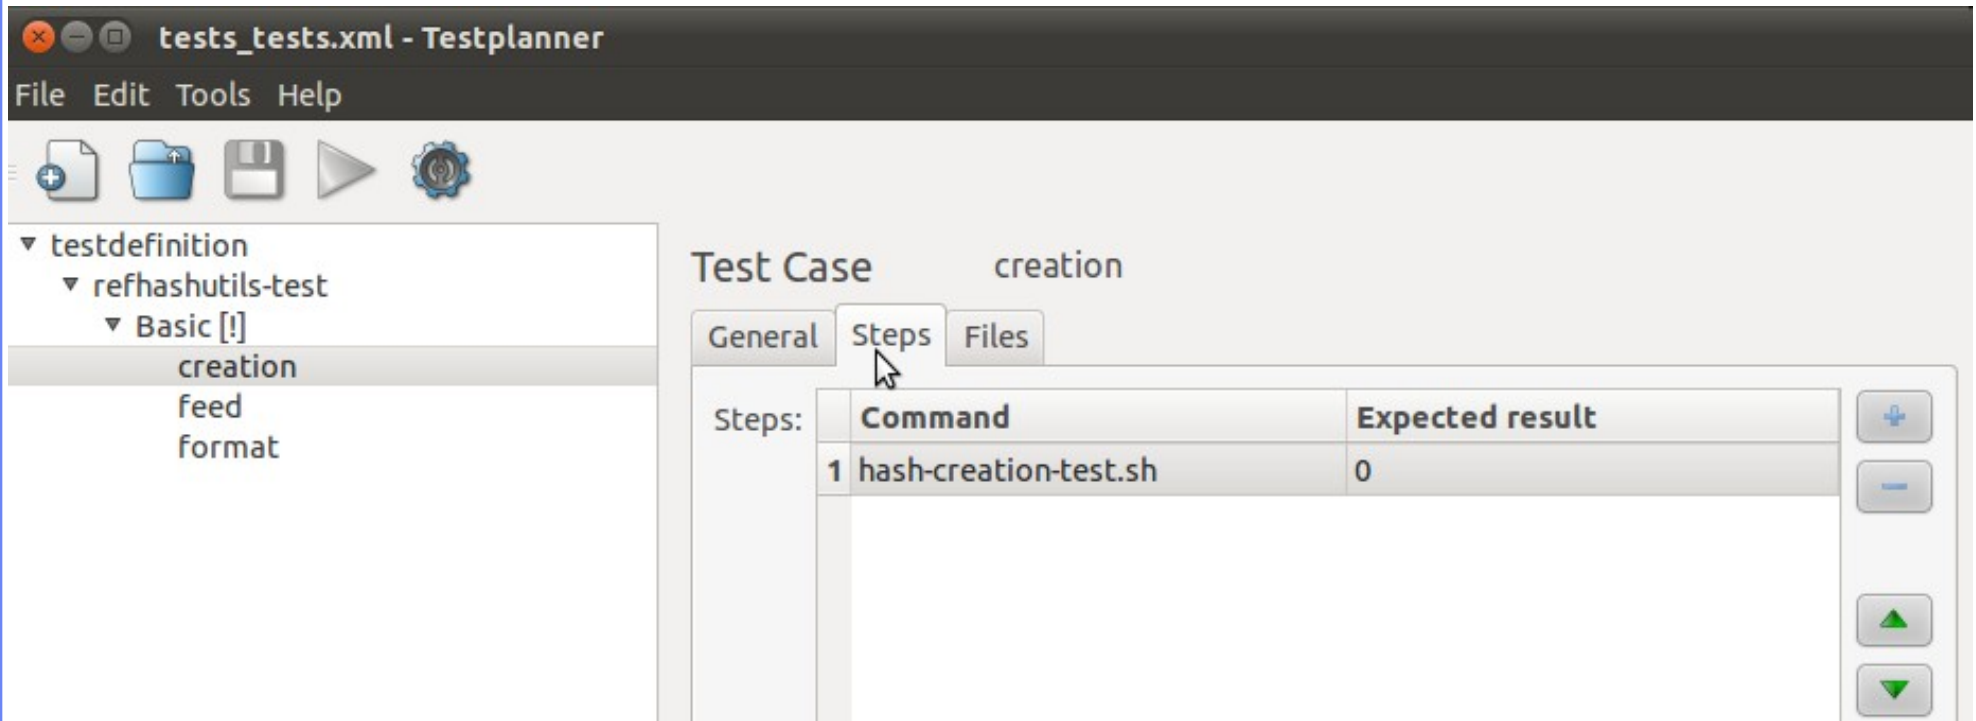 tests_tests.xml - Testplanner
File Edit Tools Help
testdefinition
refhashutils-test
Basic [!]
creation
feed
format
Test Case creation
General Steps Files
Steps:
Command Expected result
1 hash-creation-test.sh 0